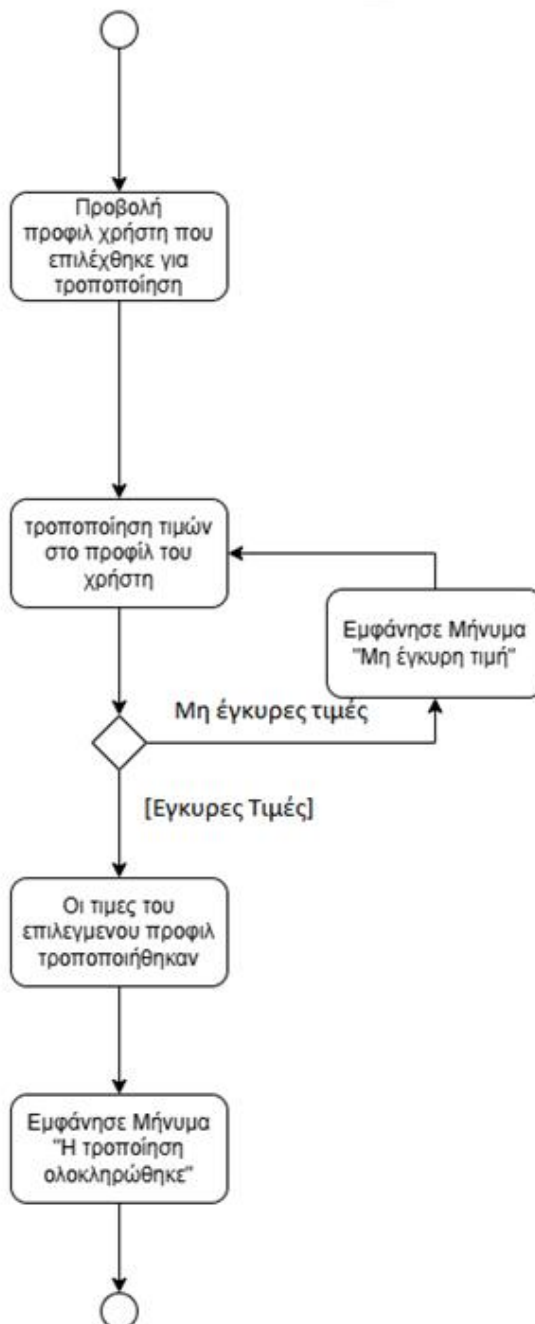 Προβολή
προφιλ χρήστη που
επιλέχθηκε για
τροποποίηση
τροποποίηση τιμών
στο προφίλ του
χρήστη
Εμφάνησε Μήνυμα
"Μη έγκυρη τιμή"
Μη έγκυρες τιμές
[Εγκυρες Τιμές]
Οι τιμες του
επιλεγμενου προφιλ
τροποποιήθηκαν
Εμφάνησε Μήνυμα
"Η τροποίηση
ολοκληρώθηκε"